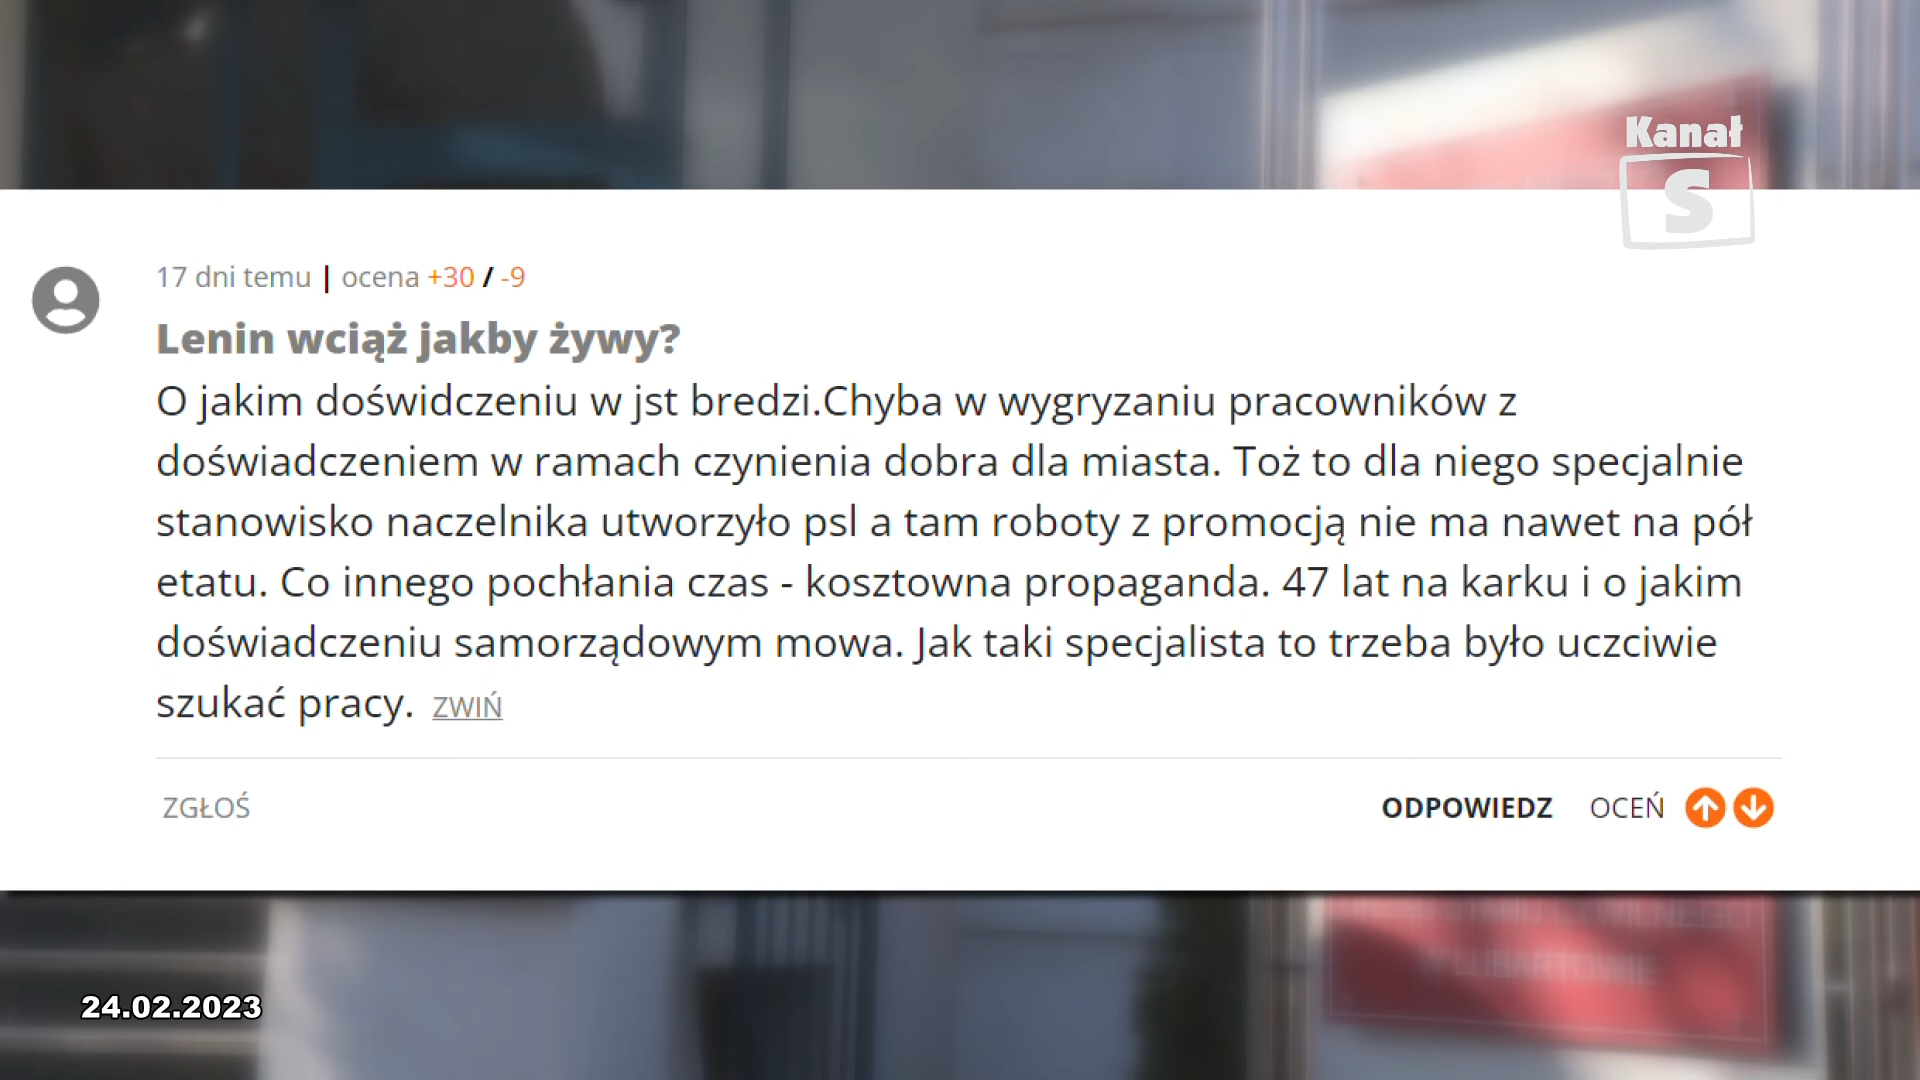 Kanał
S
17 dni temu | ocena +30 / -9
Lenin wciąż jakby żywy?
O jakim doświdczeniu w jst bredzi.Chyba w wygryzaniu pracowników z
doświadczeniem w ramach czynienia dobra dla miasta. Toż to dla niego specjalnie
stanowisko naczelnika utworzyło psl a tam roboty z promocją nie ma nawet na pół
etatu. Co innego pochłania czas - kosztowna propaganda. 47 lat na karku i o jakim
doświadczeniu samorządowym mowa. Jak taki specjalista to trzeba było uczciwie
szukać pracy. ZWIŃ
ZGŁOŚ ODPOWIEDZ OCEŃ
W LUBARTOWIE
24.02.2023